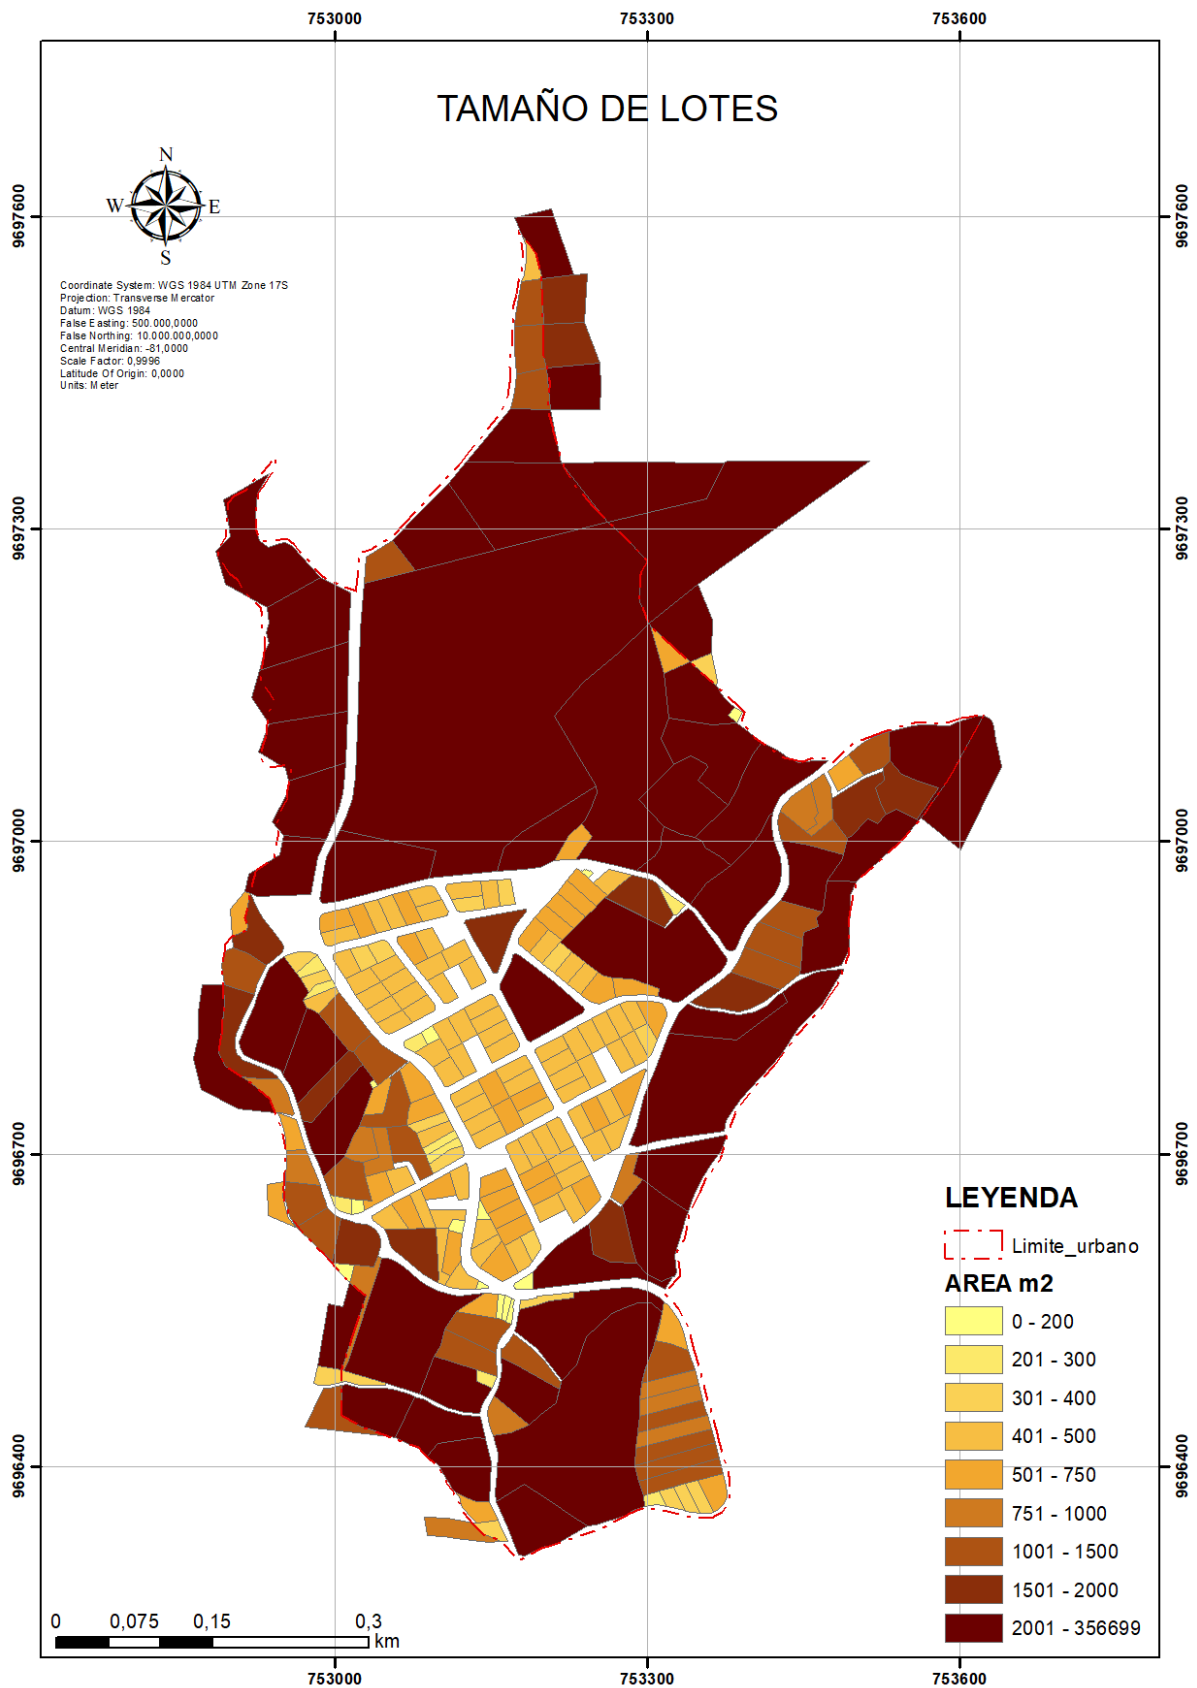 753000 753300 753600
TAMAÑO DE LOTES
N
W E
S
9697600 9697600
Coordinate System: WGS 1984 UTM Zone 17S
Projection: Transverse Mercator
Datum: WGS 1984
False Easting: 500.000,0000
False Northing: 10.000.000,0000
Central Meridian: -81,0000
Scale Factor: 0,9996
Latitude Of Origin: 0,0000
Units: Meter
9697300 9697300
9697000 9697000
9696700 9696700
LEYENDA
Limite_urbano
AREA m2
0 - 200
201 - 300
301 - 400
401 - 500
9696400 9696400
501 - 750
751 - 1000
1001 - 1500
1501 - 2000
2001 - 356699
0 0,075 0,15 0,3
km
753000 753300 753600